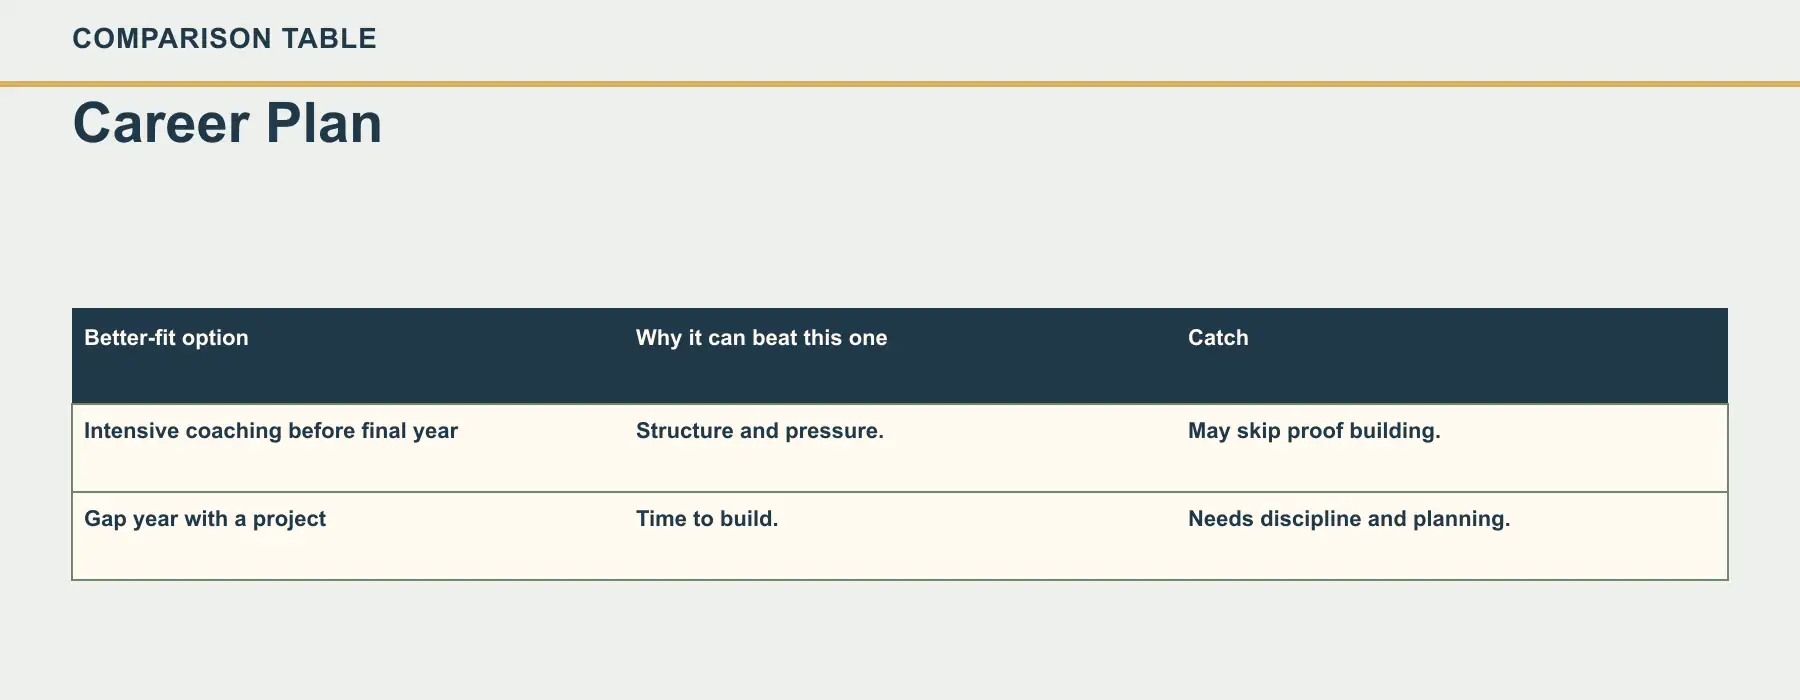 COMPARISON TABLE
Career Plan
Better-fit option Why it can beat this one Catch
Intensive coaching before final year Structure and pressure. May skip proof building.
Gap year with a project Time to build. Needs discipline and planning.